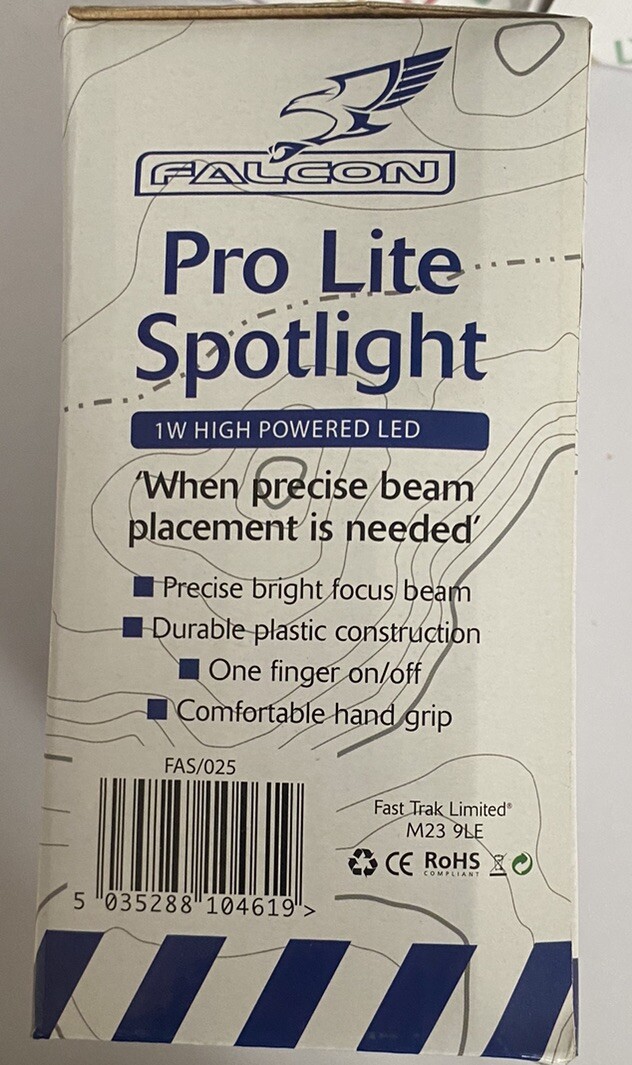 FALCON
Pro Lite
Spotlight
1W HIGH POWERED LED
'When precise beam
placement is needed'
Precise bright focus beam
Durable plastic construction
One finger on/off
Comfortable hand grip
FAS/025
5 035288 104619 >
Fast Trak Limited®
M23 9LE
CE RoHS
COMPLIANT